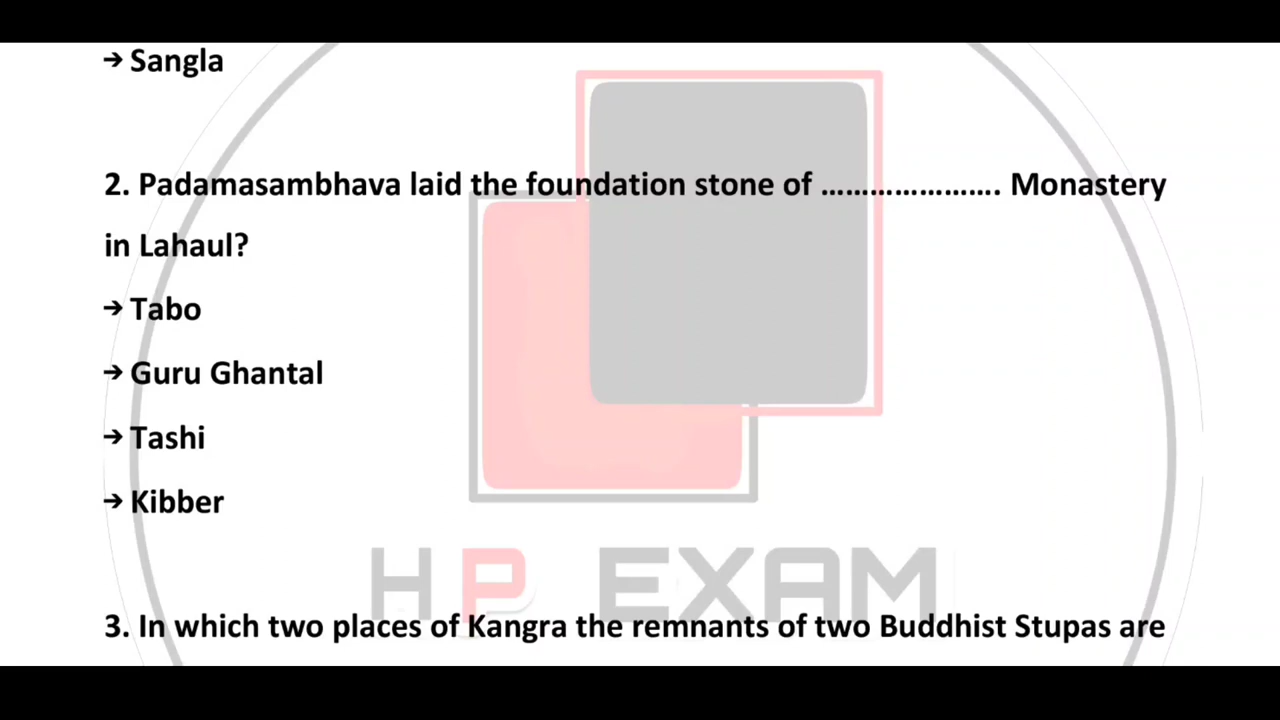 → Sangla
2. Padamasambhava laid the foundation stone of …………………. Monastery
in Lahaul?
→ Tabo
→ Guru Ghantal
→ Tashi
→ Kibber
HP EXAM
3. In which two places of Kangra the remnants of two Buddhist Stupas are